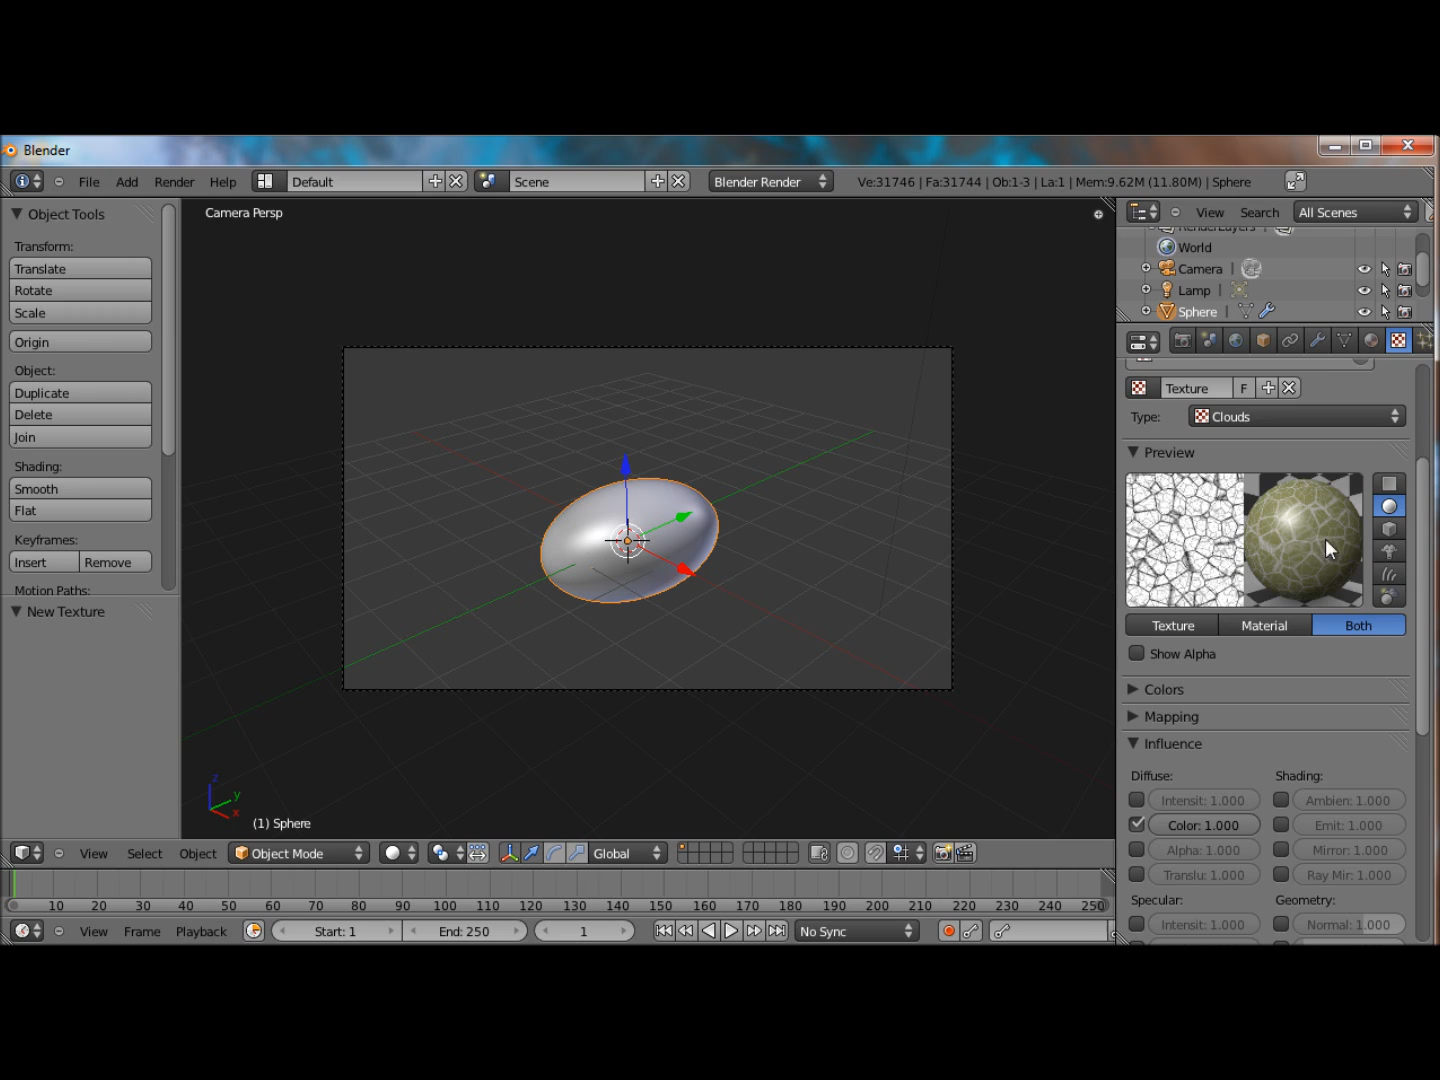 Blender
File Add Render Help Default Scene Blender Render Ve:31746 | Fa:31744 | Ob:1-3 | La:1 | Mem:9.62M (11.80M) | Sphere
Object Tools
Transform:
Translate
Rotate
Scale
Origin
Object:
Duplicate
Delete
Join
Shading:
Smooth
Flat
Keyframes:
Insert Remove
Motion Paths:
New Texture
Camera Persp
z
y
x
(1) Sphere
View Search All Scenes
RenderLayers |
World
Camera |
Lamp |
Sphere |
Texture F
Type: Clouds
Preview
Texture Material Both
Show Alpha
Colors
Mapping
Influence
Diffuse: Shading:
Intensit: 1.000 Ambien: 1.000
Color: 1.000 Emit: 1.000
Alpha: 1.000 Mirror: 1.000
Translu: 1.000 Ray Mir: 1.000
Specular: Geometry:
Intensit: 1.000 Normal: 1.000
View Select Object Object Mode Global
10 20 30 40 50 60 70 80 90 100 110 120 130 140 150 160 170 180 190 200 210 220 230 240 250
View Frame Playback Start: 1 End: 250 1 No Sync